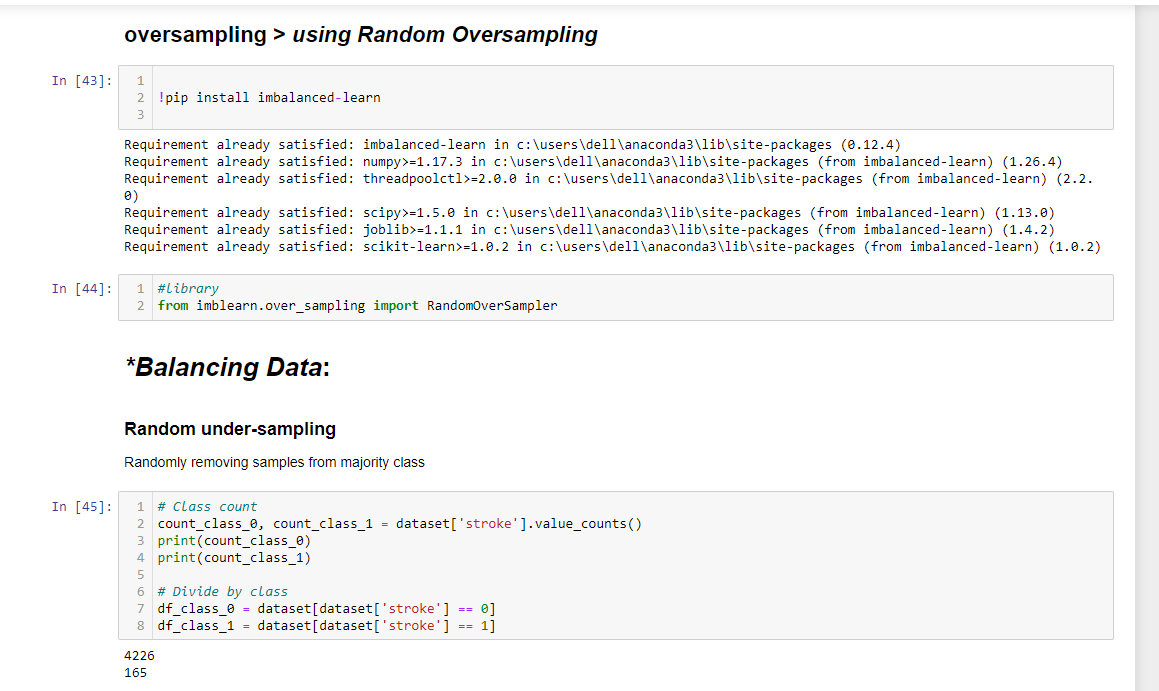 oversampling > using Random Oversampling
In [43]:
1
2 !pip install imbalanced-learn
3
Requirement already satisfied: imbalanced-learn in c:\users\dell\anaconda3\lib\site-packages (0.12.4)
Requirement already satisfied: numpy>=1.17.3 in c:\users\dell\anaconda3\lib\site-packages (from imbalanced-learn) (1.26.4)
Requirement already satisfied: threadpoolctl>=2.0.0 in c:\users\dell\anaconda3\lib\site-packages (from imbalanced-learn) (2.2.
0)
Requirement already satisfied: scipy>=1.5.0 in c:\users\dell\anaconda3\lib\site-packages (from imbalanced-learn) (1.13.0)
Requirement already satisfied: joblib>=1.1.1 in c:\users\dell\anaconda3\lib\site-packages (from imbalanced-learn) (1.4.2)
Requirement already satisfied: scikit-learn>=1.0.2 in c:\users\dell\anaconda3\lib\site-packages (from imbalanced-learn) (1.0.2)
In [44]:
1 #library
2 from imblearn.over_sampling import RandomOverSampler
*Balancing Data:
Random under-sampling
Randomly removing samples from majority class
In [45]:
1 # Class count
2 count_class_0, count_class_1 = dataset['stroke'].value_counts()
3 print(count_class_0)
4 print(count_class_1)
5
6 # Divide by class
7 df_class_0 = dataset[dataset['stroke'] == 0]
8 df_class_1 = dataset[dataset['stroke'] == 1]
4226
165